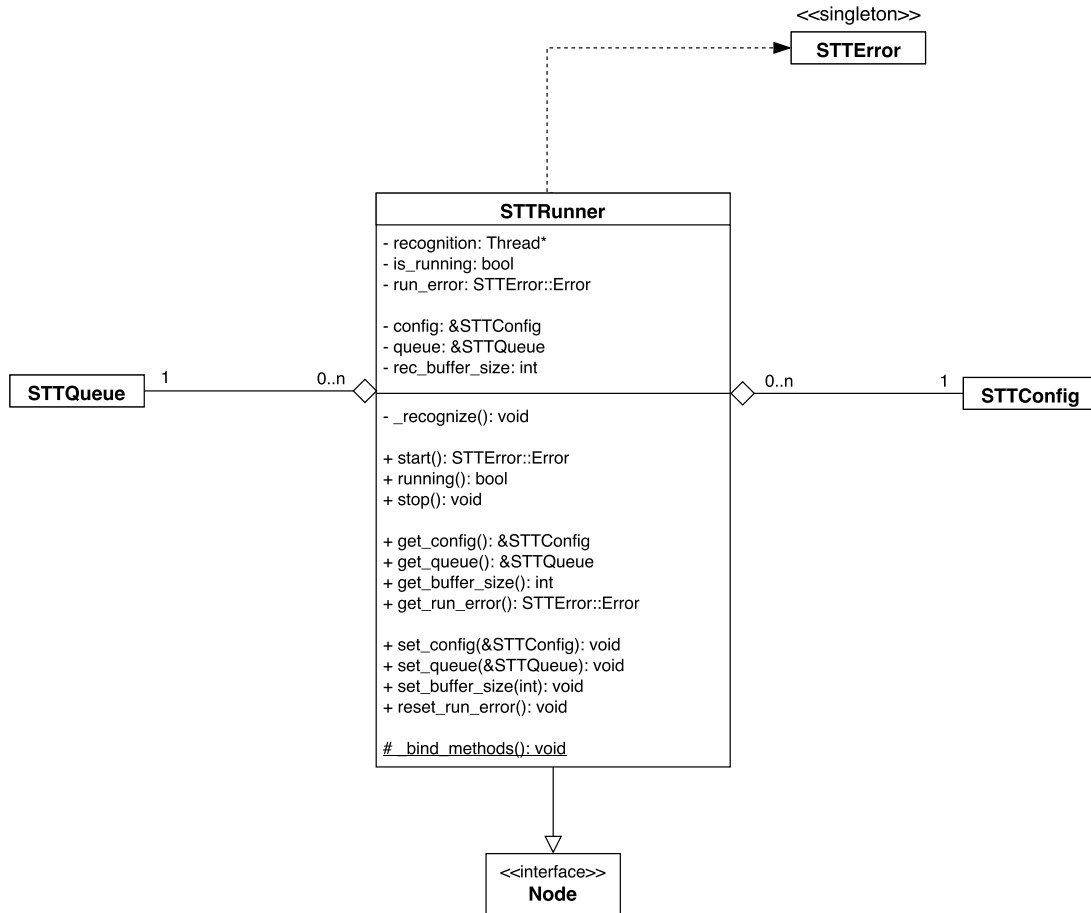 <<singleton>>
STTError
STTRunner
- recognition: Thread*
- is_running: bool
- run_error: STTError::Error
- config: &STTConfig
- queue: &STTQueue
- rec_buffer_size: int
STTQueue
1
0..n
0..n
1
STTConfig
- _recognize(): void
+ start(): STTError::Error
+ running(): bool
+ stop(): void
+ get_config(): &STTConfig
+ get_queue(): &STTQueue
+ get_buffer_size(): int
+ get_run_error(): STTError::Error
+ set_config(&STTConfig): void
+ set_queue(&STTQueue): void
+ set_buffer_size(int): void
+ reset_run_error(): void
# _bind_methods(): void
<<interface>>
Node